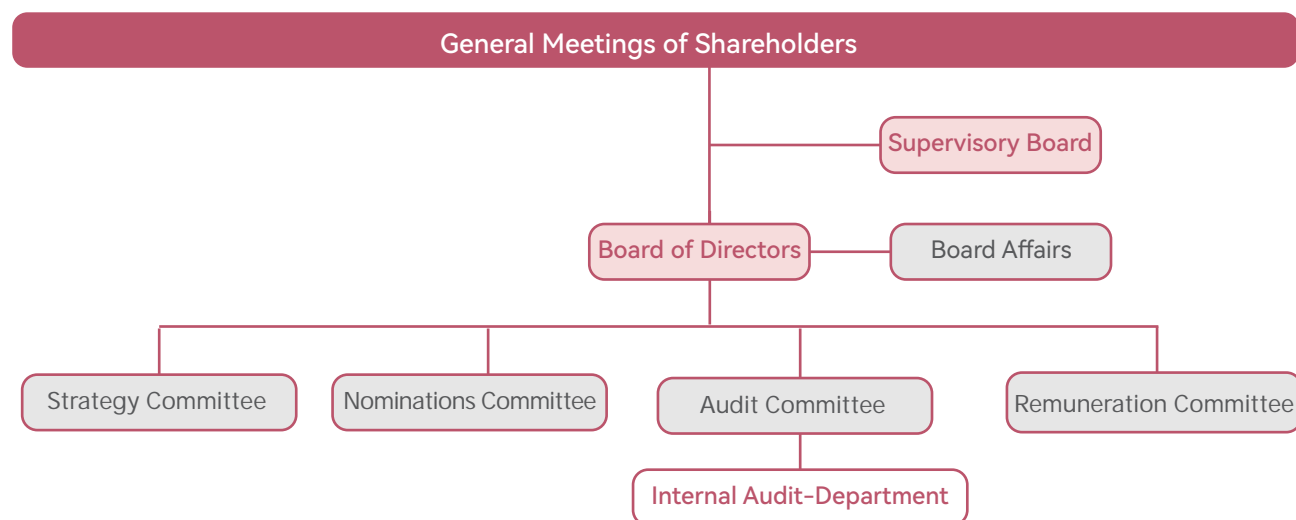 General Meetings of Shareholders
Supervisory Board
Board of Directors
Board Affairs
Strategy Committee
Nominations Committee
Audit Committee
Remuneration Committee
Internal Audit-Department